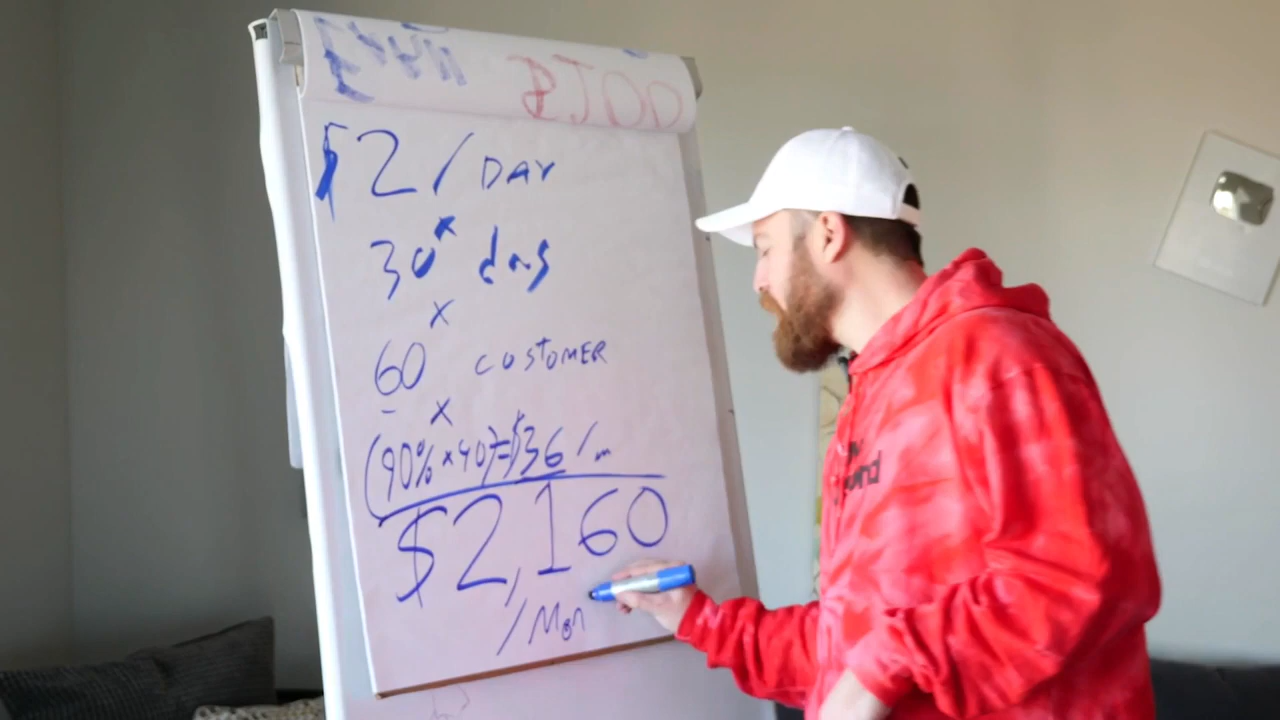 $2 / DAY
x
30 days
x
60 CUSTOMER
x
(90% x 40) = $36 / m
$2,160
/ Mon